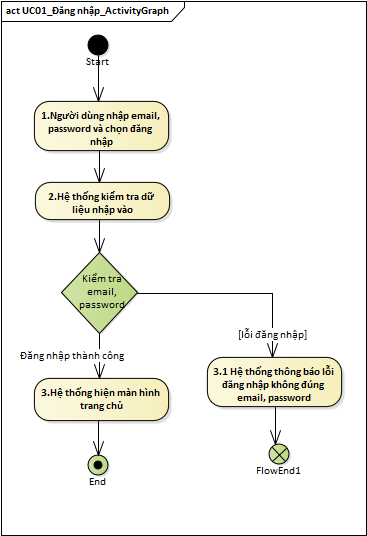 act UC01_Đăng nhập_ActivityGraph
Start
1.Người dùng nhập email,
password và chọn đăng
nhập
2.Hệ thống kiểm tra dữ
liệu nhập vào
Kiểm tra
email,
password
[lỗi đăng nhập]
Đăng nhập thành công
3.1 Hệ thống thông báo lỗi
đăng nhập không đúng
email, password
3.Hệ thống hiện màn hình
trang chủ
FlowEnd1
End